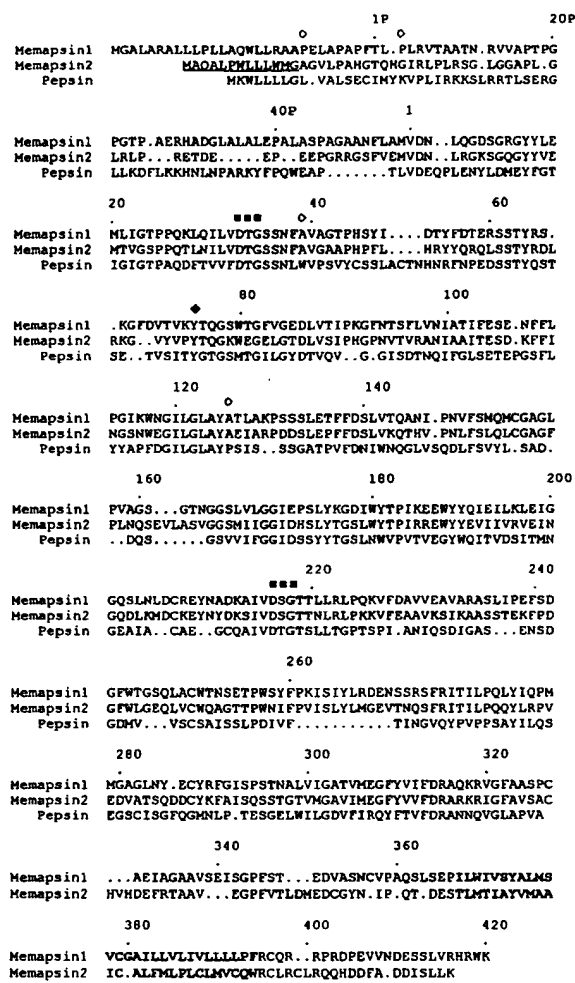 1P 20P
Memapsin1 MGALARALLLPLLAQWLLRAAPELAPAPFTL.PLRVTAATN.RVVAPTPG
Memapsin2 MAQALPWLLLWMGAGVLPAHGTQHGIRLPLRSG.LGGAPL.G
Pepsin MKWLLLLGL.VALSECIMYKVPLIRKKSLRRTLSERG
40P 1
Memapsin1 PGTP.AERHADGLALALEPALASPAGAANFLAMVDN..LQGDSGRGYYLE
Memapsin2 LRLP..RETDE.....EP..EEPGRRGSFVEMVDN..LRGKSGQGYYVE
Pepsin LLKDFLKKHNLNPARKYFPQWEAP.......TLVDEQPLENYLDMEYFGT
20 40 60
Memapsin1 MLIGTPPQKLQILVDTGSSNFAVAGTPHSYI....DTYFDTERSSTYRS.
Memapsin2 MTVGSPPQTLNILVDTGSSNFAVGAAPHPFL....HRYYQRQLSSTYRDL
Pepsin IGIGTPAQDFTVVFDTGSSNLWVPSVYCSSLACTNHNRFNPEDSSTYQST
80 100
Memapsin1 .KGFDVTVKYTQGSWTGFVGEDLVTIPKGFNTSFLVNIATIFESE.NFFL
Memapsin2 RKG..VYVPYTQGKWEGELGTDLVSIPHGPNVTVRANIAAITESD.KFFI
Pepsin SE..TVSITYGTGSMTGILGYDTVQV..G.GISDTNQIFGLSETEPGSFL
120 140
Memapsin1 PGIKWNGILGLAYATLAKPSSSLETFFDSLVTQANI.PNVFSMQMCGAGL
Memapsin2 NGSNWEGILGLAYAEIARPDDSLEPFFDSLVKQTHV.PNLFSLQLCGAGF
Pepsin YYAPFDGILGLAYPSIS..SSGATPVFDNIWNQGLVSQDLFSVYL.SAD.
160 180 200
Memapsin1 PVAGS...GTNGGSLVLGGIEPSLYKGDIWYTPIKEEWYYQIEILKLEIG
Memapsin2 PLNQSEVLASVGGSMIIGGIDHSLYTGSLWYTPIRREWYYEVIIVRVEIN
Pepsin ..DQS......GSVVIFGGIDSSYYTGSLNWVPVTVEGYWQITVDSITMN
220 240
Memapsin1 GQSLNLDCREYNADKAIVDSGTTLLRLPQKVFDAVVEAVARASLIPEFSD
Memapsin2 GQDLKMDCKEYNYDKSIVDSGTTNLRLPKKVFEAAVKSIKAASSTEKFPD
Pepsin GEAIA..CAE..GCQAIVDTGTSLLTGPTSPI.ANIQSDIGAS...ENSD
260
Memapsin1 GFWTGSQLACWTNSETPWSYFPKISIYLRDENSSRSFRITILPQLYIQPM
Memapsin2 GFWLGEQLVCWQAGTTPWNIFPVISLYLMGEVTNQSFRITILPQQYLRPV
Pepsin GDMV...VSCSAISSLPDIVF..........TINGVQYPVPPSAYILQS
280 300 320
Memapsin1 MGAGLNY.ECYRFGISPSTNALVIGATVMEGFYVIFDRAQKRVGFAASPC
Memapsin2 EDVATSQDDCYKFAISQSSTGTVMGAVIMEGFYVVFDRARKRIGFAVSAC
Pepsin EGSCISGFQGMNLP.TESGELWILGDVFIRQYFTVFDRANNQVGLAPVA
340 360
Memapsin1 ...AEIAGAAVSEISGPFST...EDVASNCVPAQSLSEPILWIVSYALMS
Memapsin2 HVHDEFRTAAV...EGPFVTLDMEDCGYN.IP.QT.DESTLMTIAYVMAA
380 400 420
Memapsin1 VCGAILLVLIVLLLLPFRCQR..RPRDPEVVNDESSLVRHRWK
Memapsin2 IC.ALFMLPLCLMVCQWRCLRCLRQQHDDFA.DDISLLK